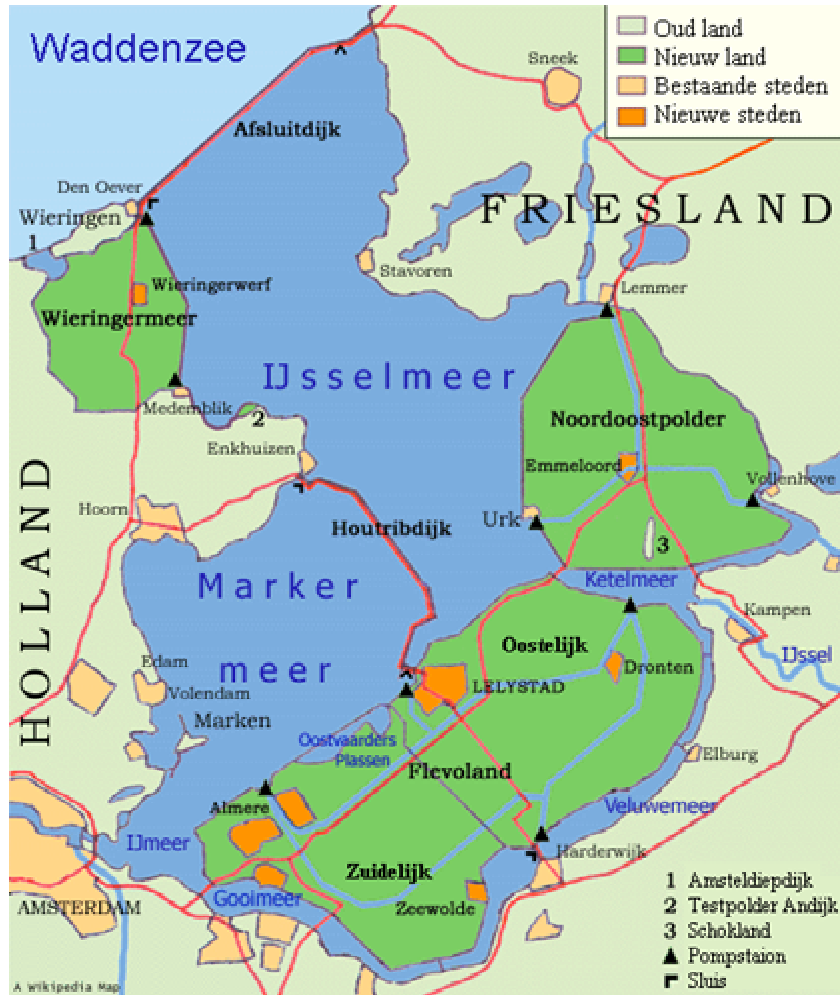 Waddenzee
Oud land
Nieuw land
Bestaande steden
Nieuwe steden
Sneek
Afsluitdijk
Den Oever
Wieringen
1
FRIESLAND
Stavoren
Wieringerwerf
Lemmer
Wieringermeer
IJsselmeer
Medemblik
2
Noordoostpolder
Enkhuizen
Emmeloord
Vollenhove
HOLLAND
Hoorn
Houtribdijk
Urk
3
Marker
meer
Ketelmeer
Kampen
Oostelijk
IJssel
Edam
Volendam
Dronten
LELYSTAD
Marken
Oostvaarders
Plassen
Elburg
Flevoland
Almere
Veluwemeer
IJmeer
Harderwijk
Zuidelijk
Gooimeer
Zeewolde
AMSTERDAM
1 Amsteldiepdijk
2 Testpolder Andijk
3 Schokland
Pompstaion
Sluis
A Wikipedia Map